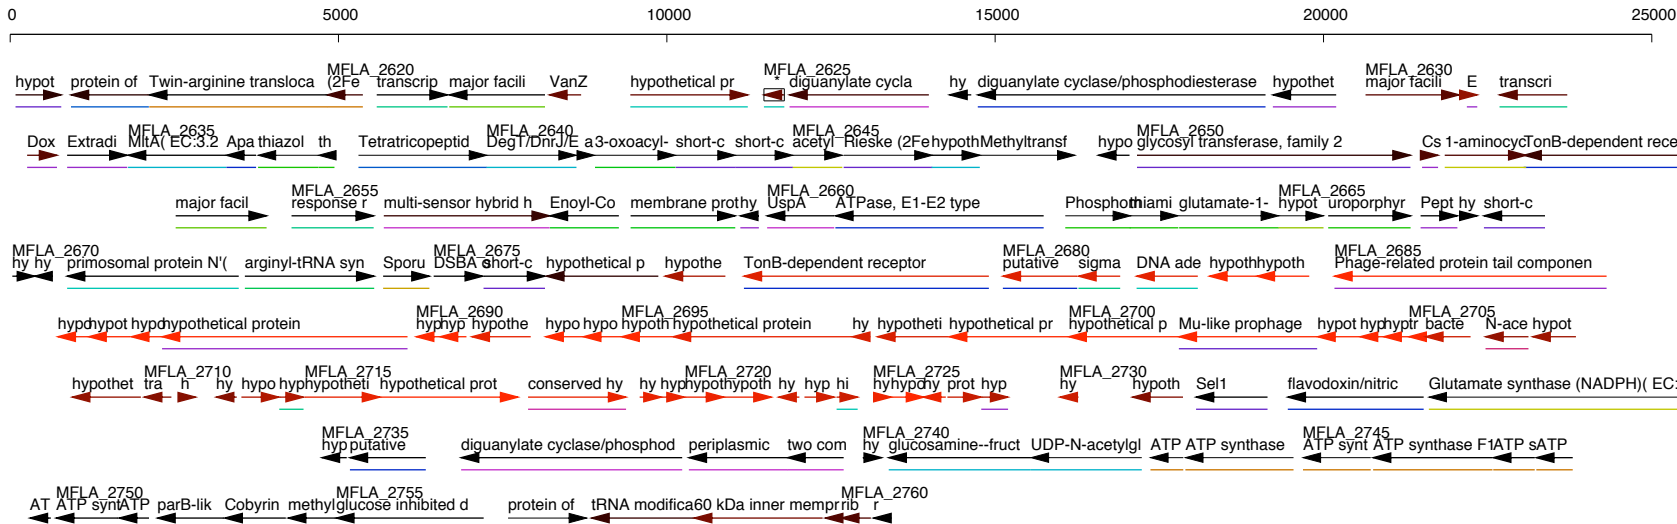 0 5000 10000 15000 20000 25000
MFLA_2620 MFLA_2625 MFLA_2630
hypot protein of Twin-arginine transloca (2Fe transcrip major facili VanZ hypothetical pr * diguanylate cycla hy diguanylate cyclase/phosphodiesterase hypothet major facili E transcri
MFLA_2635 MFLA_2640 MFLA_2645 MFLA_2650
Dox Extradi MltA( EC:3.2 Apa thiazol th Tetratricopeptid DegT/DnrJ/E a 3-oxoacyl- short-c short-c acetyl Rieske (2Fe hypoth Methyltransf hypo glycosyl transferase, family 2 Cs 1-aminocyc TonB-dependent rece
MFLA_2655 MFLA_2660 MFLA_2665
major facil response r multi-sensor hybrid h Enoyl-Co membrane prot hy UspA ATPase, E1-E2 type Phosphom thiami glutamate-1- hypot uroporphyr Pept hy short-c
MFLA_2670 MFLA_2675 MFLA_2680 MFLA_2685
hy hy primosomal protein N'( arginyl-tRNA syn Sporu DSBA o short-c hypothetical p hypothe TonB-dependent receptor putative sigma DNA ade hypoth hypoth Phage-related protein tail componen
MFLA_2690 MFLA_2695 MFLA_2700 MFLA_2705
hypo hypot hypo hypothetical protein hyp hyp hypothe hypo hypo hypoth hypothetical protein hy hypotheti hypothetical pr hypothetical p Mu-like prophage hypot hyp hyp tr bacte N-ace hypot
MFLA_2710 MFLA_2715 MFLA_2720 MFLA_2725 MFLA_2730
hypothet tra h hy hypo hyp hypotheti hypothetical prot conserved hy hy hyp hypot hypoth hy hyp hi hy hypo hy prot hyp hy hypoth Sel1 flavodoxin/nitric Glutamate synthase (NADPH)( EC:
MFLA_2735 MFLA_2740 MFLA_2745
hyp putative diguanylate cyclase/phosphod periplasmic two com hy glucosamine--fruct UDP-N-acetylgl ATP ATP synthase ATP synt ATP synthase F1 ATP s ATP
MFLA_2750 MFLA_2755 MFLA_2760
AT ATP synt ATP parB-lik Cobyrin methyl glucose inhibited d protein of tRNA modifica 60 kDa inner mem pr rib r